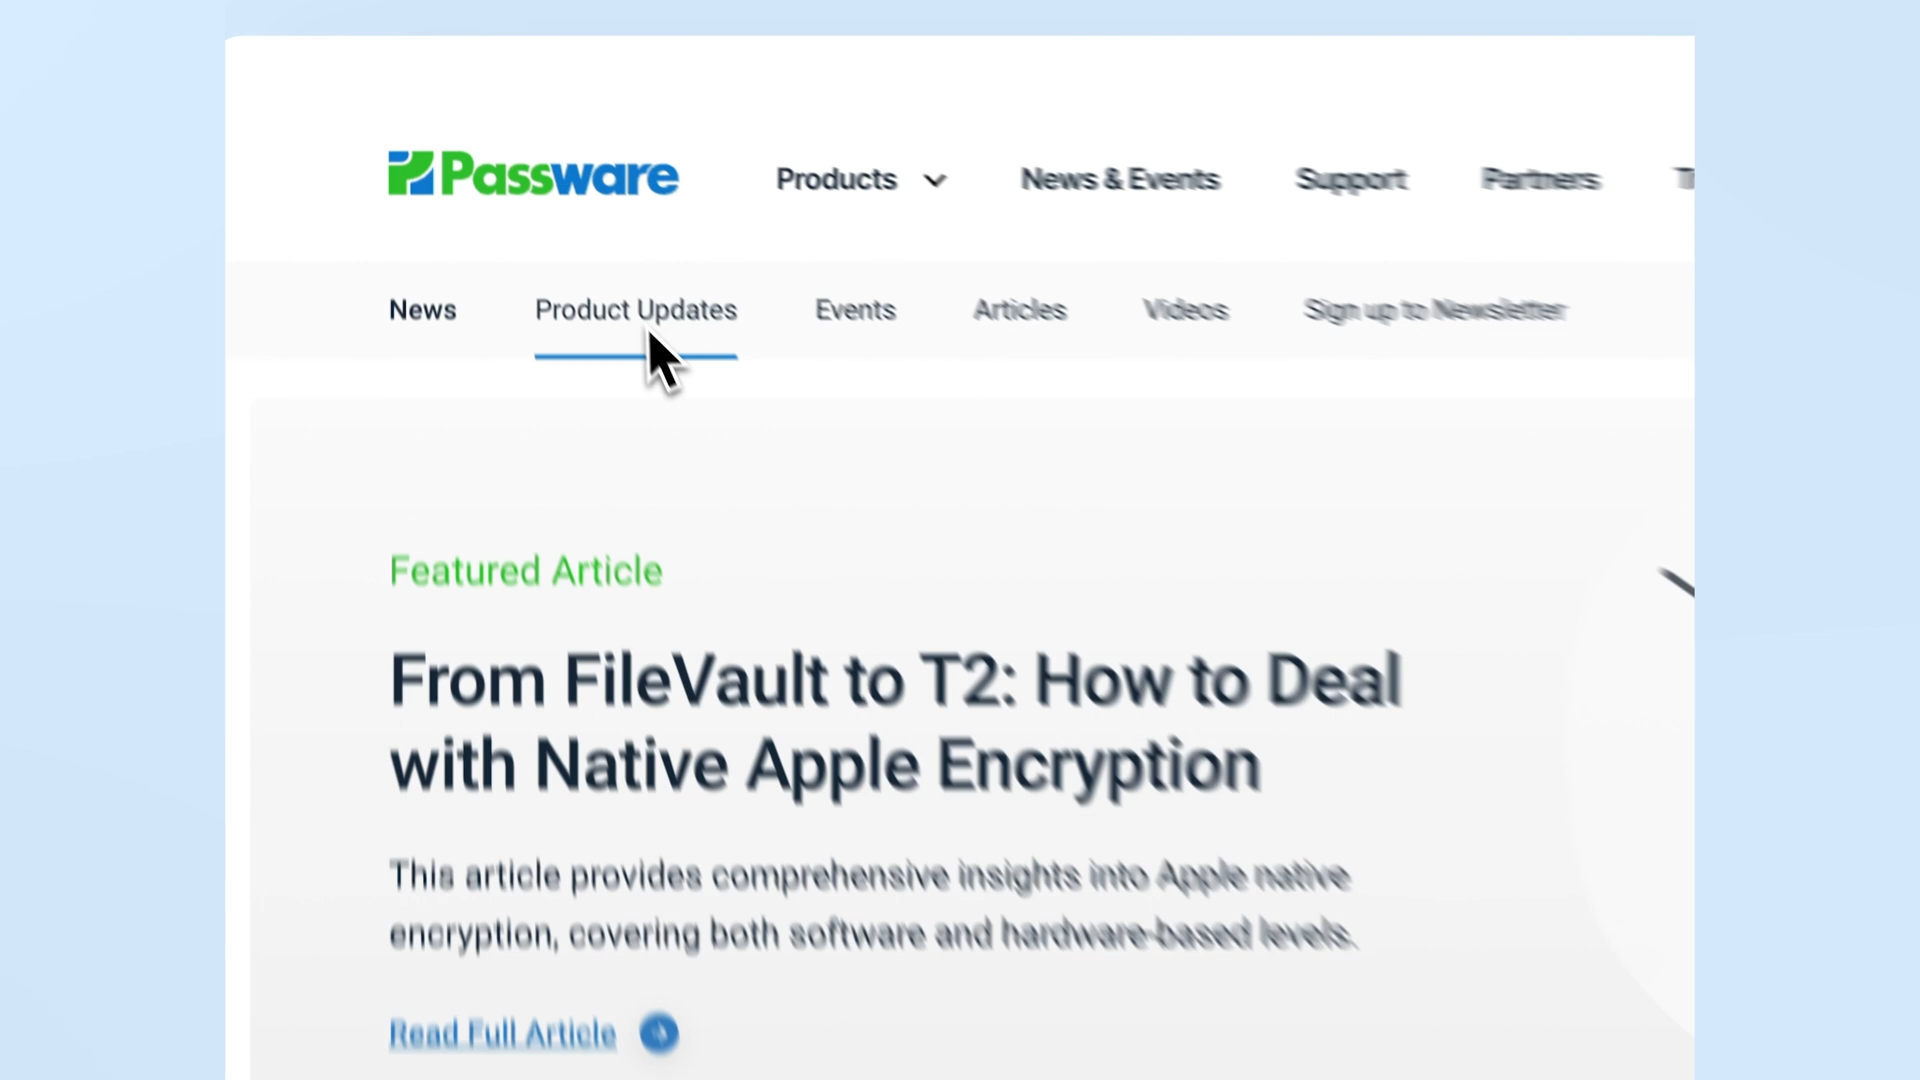 Passware
Products
News & Events
Support
Partners
News
Product Updates
Events
Articles
Videos
Sign up to Newsletter
Featured Article
From FileVault to T2: How to Deal
with Native Apple Encryption
This article provides comprehensive insights into Apple native
encryption, covering both software and hardware-based levels.
Read Full Article